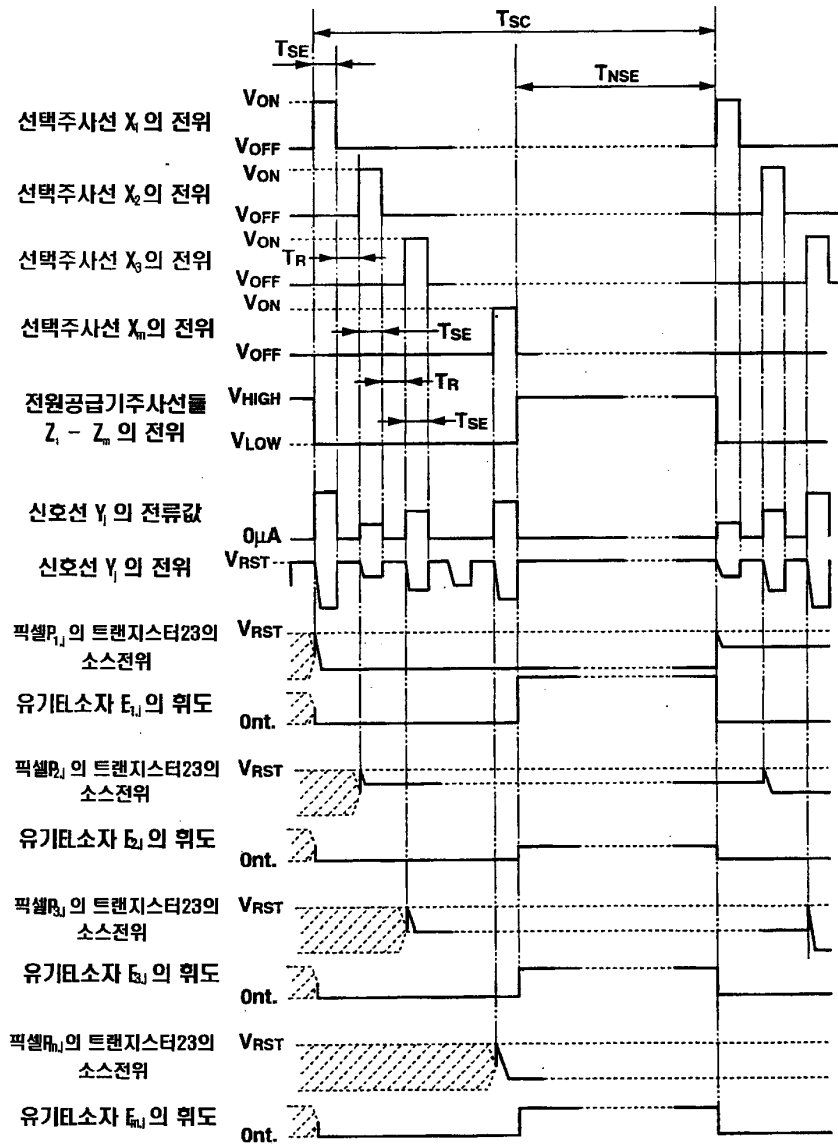 TSC
TSE
TNSE
선택주사선 X₁의 전위
VON
VOFF
선택주사선 X₂의 전위
VON
VOFF
선택주사선 X₃의 전위
VON
TR
VOFF
선택주사선 Xm의 전위
VON
TSE
VOFF
TR
전원공급기주사선들
Z₁ - Zm 의 전위
VHIGH
TSE
VLOW
신호선 Yj 의 전류값
0μA
신호선 Yj 의 전위
VRST
픽셀P1,j 의 트랜지스터23의
소스전위
VRST
유기EL소자 E1,j 의 휘도
0nt.
픽셀P2,j 의 트랜지스터23의
소스전위
VRST
유기EL소자 E2,j 의 휘도
0nt.
픽셀P3,j 의 트랜지스터23의
소스전위
VRST
유기EL소자 E3,j 의 휘도
0nt.
픽셀Pm,j 의 트랜지스터23의
소스전위
VRST
유기EL소자 Em,j 의 휘도
0nt.